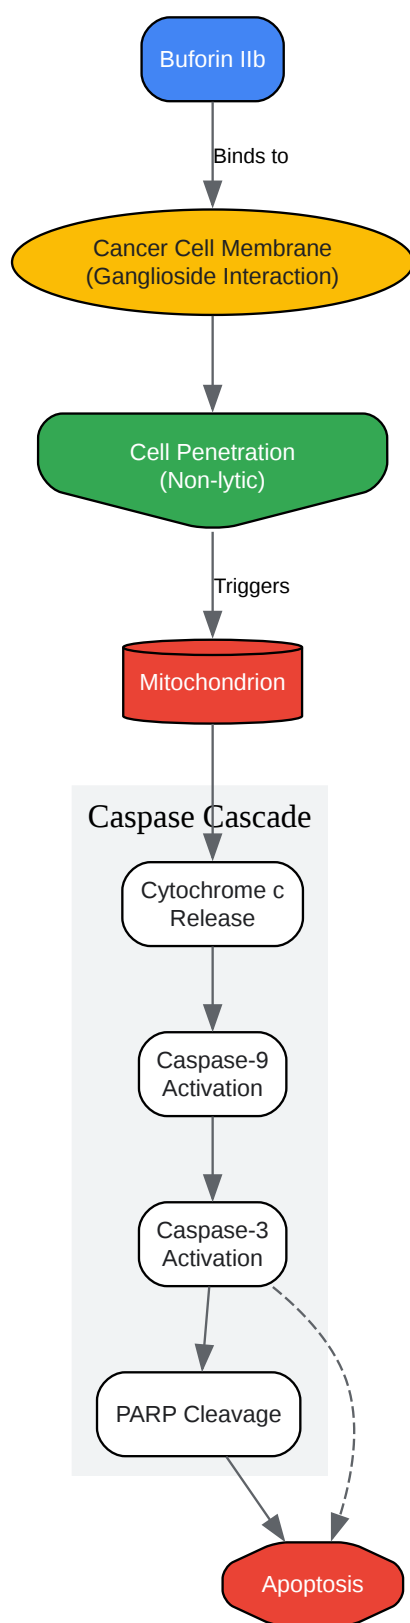 Buforin IIb
Binds to
Cancer Cell Membrane
(Ganglioside Interaction)
Cell Penetration
(Non-lytic)
Triggers
Mitochondrion
Caspase Cascade
Cytochrome c
Release
Caspase-9
Activation
Caspase-3
Activation
PARP Cleavage
Apoptosis